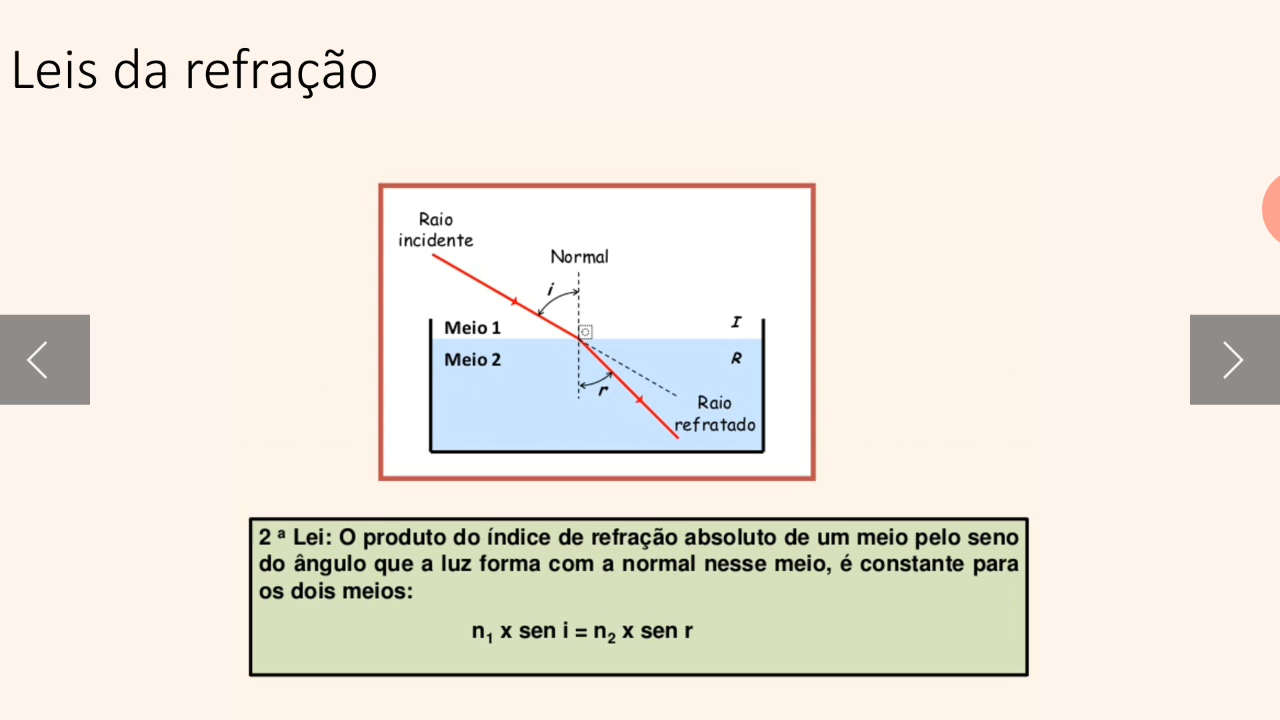 Leis da refração
Raio
incidente
Normal
i
Meio 1
I
Meio 2
R
r
Raio
refratado
2 ª Lei: O produto do índice de refração absoluto de um meio pelo seno
do ângulo que a luz forma com a normal nesse meio, é constante para
os dois meios:
n₁ x sen i = n₂ x sen r